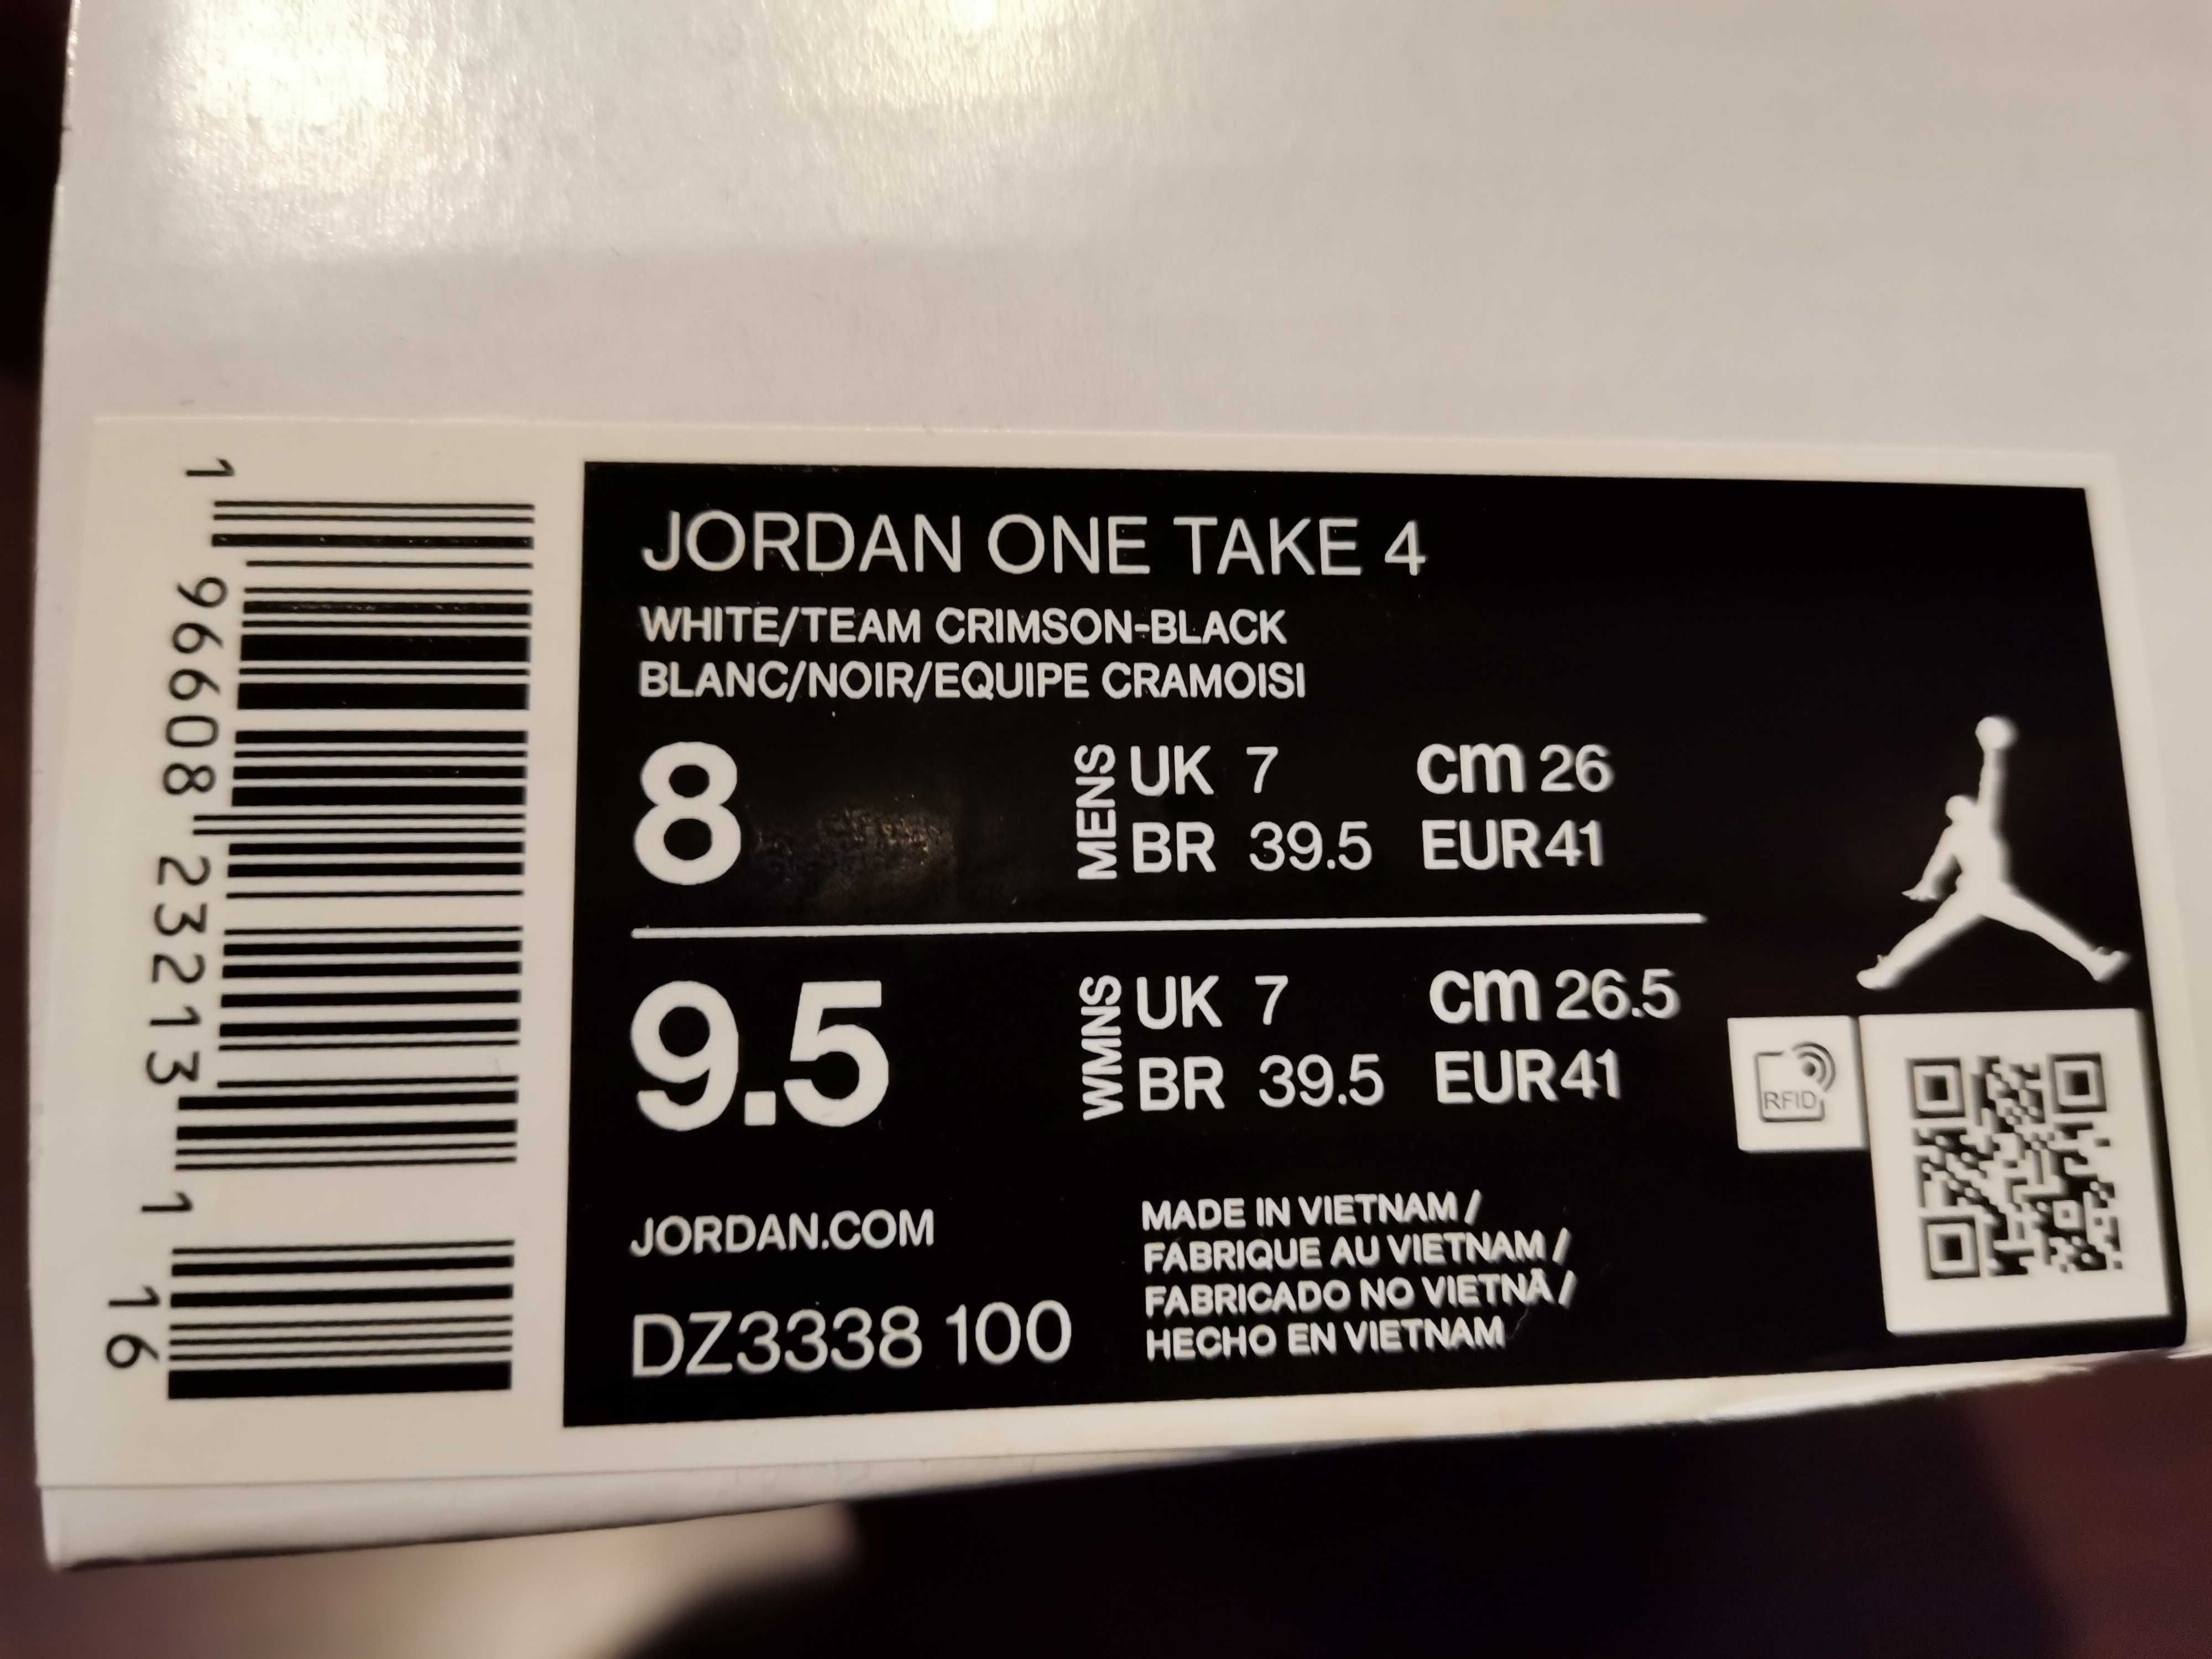 1 96608 23213 1 16
JORDAN ONE TAKE 4
WHITE/TEAM CRIMSON-BLACK
BLANC/NOIR/EQUIPE CRAMOISI
8 MENS UK 7 cm 26
BR 39.5 EUR 41
9.5 WMNS UK 7 cm 26.5
BR 39.5 EUR 41
RFID
JORDAN.COM
DZ3338 100
MADE IN VIETNAM /
FABRIQUE AU VIETNAM /
FABRICADO NO VIETNÃ /
HECHO EN VIETNAM